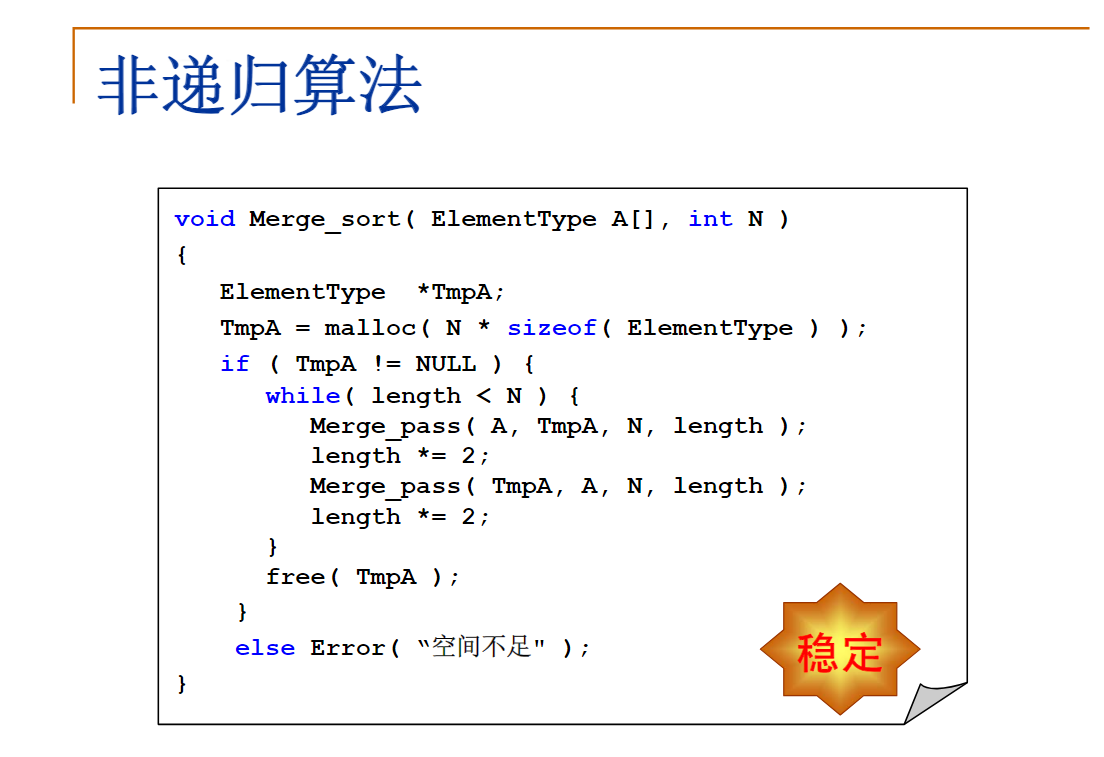 非递归算法
void Merge_sort( ElementType A[], int N )
{
ElementType *TmpA;
TmpA = malloc( N * sizeof( ElementType ) );
if ( TmpA != NULL ) {
while( length < N ) {
Merge_pass( A, TmpA, N, length );
length *= 2;
Merge_pass( TmpA, A, N, length );
length *= 2;
}
free( TmpA );
}
else Error( “空间不足" );
}
稳定